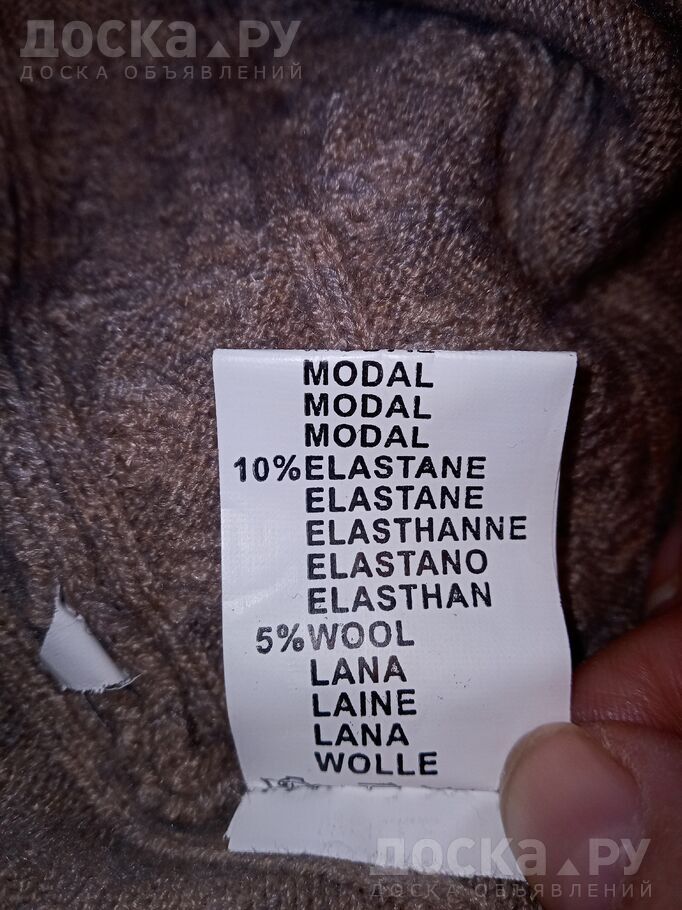 ДОСКА.РУ
ДОСКА ОБЪЯВЛЕНИЙ
MODAL
MODAL
MODAL
10%ELASTANE
ELASTANE
ELASTHANNE
ELASTANO
ELASTHAN
5%WOOL
LANA
LAINE
LANA
WOLLE
ДОСКА.РУ
ДОСКА ОБЪЯВЛЕНИЙ